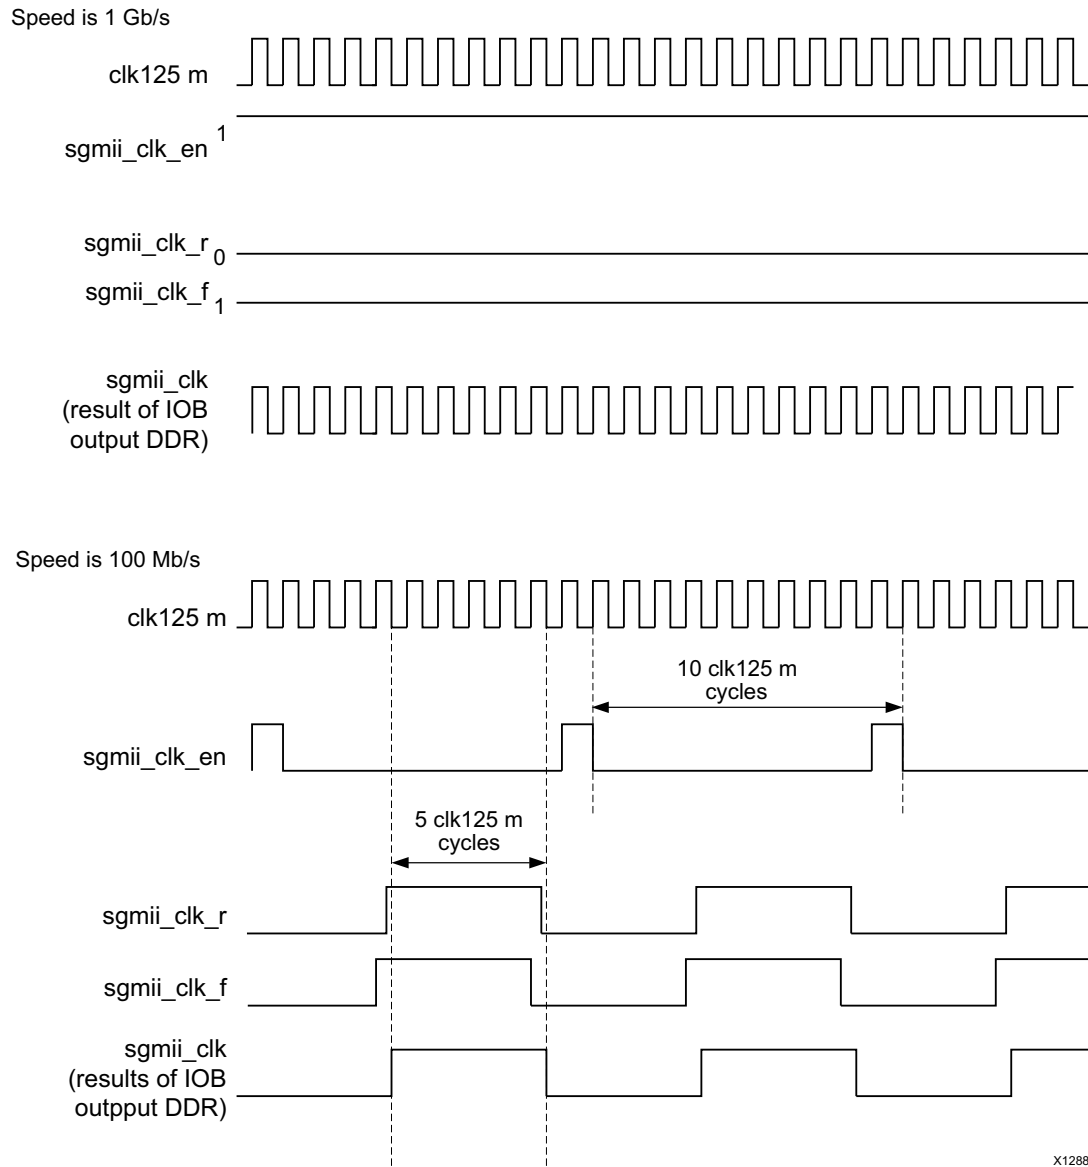 Speed is 1 Gb/s
clk125 m
1
sgmii_clk_en
sgmii_clk_r
0
sgmii_clk_f
1
sgmii_clk
(result of IOB
output DDR)
Speed is 100 Mb/s
clk125 m
10 clk125 m
cycles
sgmii_clk_en
5 clk125 m
cycles
sgmii_clk_r
sgmii_clk_f
sgmii_clk
(results of IOB
outpput DDR)
X1288